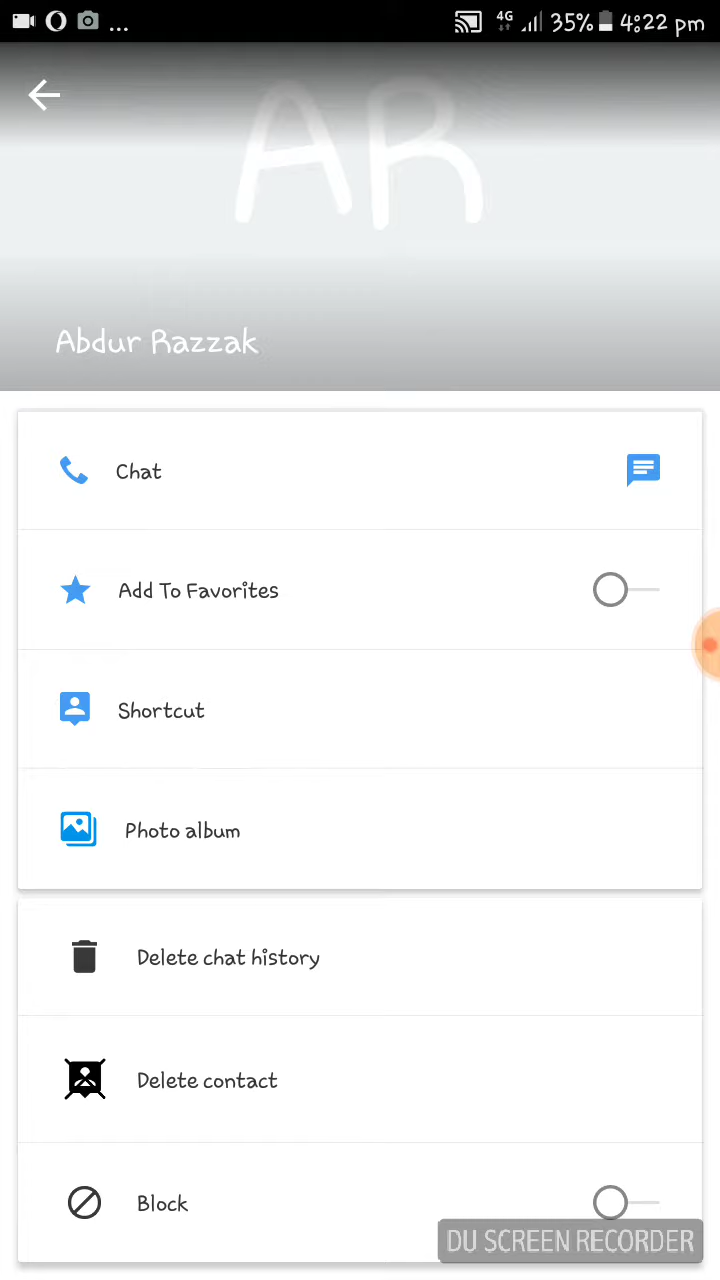 ... 4G 35% 4:22 pm
AR
Abdur Razzak
Chat
Add To Favorites
Shortcut
Photo album
Delete chat history
Delete contact
Block
DU SCREEN RECORDER